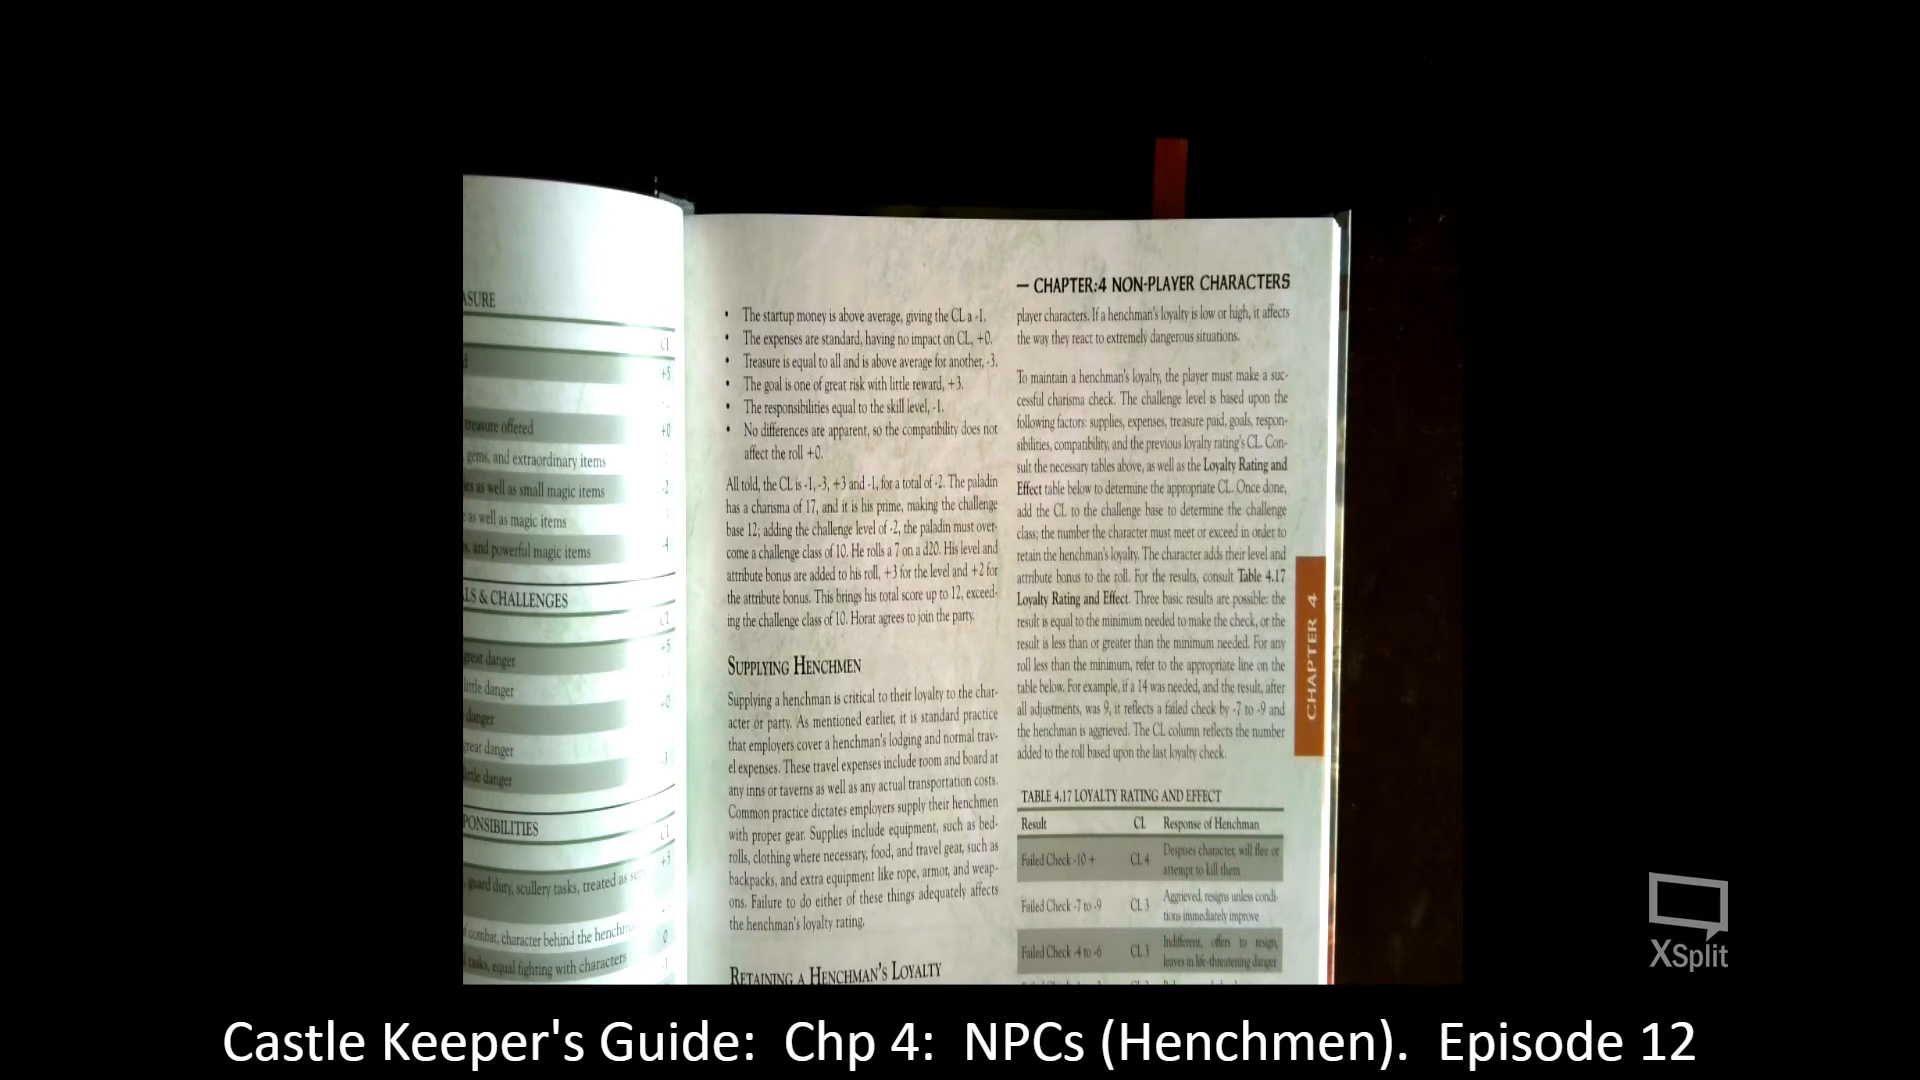 ASURE
CL
+5
treasure offered +0
, gems, and extraordinary items
as well as small magic items -2
as well as magic items
, and powerful magic items -4
LS & CHALLENGES
CL
great danger +5
little danger
danger +0
great danger
little danger -3
PONSIBILITIES
CL
+5
, guard duty, scullery tasks, treated as
combat, character behind the 0
tasks, equal fighting with characters -1
• The startup money is above average, giving the CL a -1.
• The expenses are standard, having no impact on CL, +0.
• Treasure is equal to all and is above average for another, -3.
• The goal is one of great risk with little reward, +3.
• The responsibilities equal to the skill level, -1.
• No differences are apparent, so the compatibility does not
affect the roll +0.
All told, the CL is -1, -3, +3 and -1, for a total of -2. The paladin
has a charisma of 17, and it is his prime, making the challenge
base 12; adding the challenge level of -2, the paladin must over-
come a challenge class of 10. He rolls a 7 on a d20. His level and
attribute bonus are added to his roll, +3 for the level and +2 for
the attribute bonus. This brings his total score up to 12, exceed-
ing the challenge class of 10. Horat agrees to join the party.
SUPPLYING HENCHMEN
Supplying a henchman is critical to their loyalty to the char-
acter or party. As mentioned earlier, it is standard practice
that employers cover a henchman's lodging and normal trav-
el expenses. These travel expenses include room and board at
any inns or taverns as well as any actual transportation costs.
Common practice dictates employers supply their henchmen
with proper gear. Supplies include equipment, such as bed-
rolls, clothing where necessary, food, and travel gear, such as
backpacks, and extra equipment like rope, armor, and weap-
ons. Failure to do either of these things adequately affects
the henchman's loyalty rating.
RETAINING A HENCHMAN'S LOYALTY
— CHAPTER:4 NON-PLAYER CHARACTERS
player characters. If a henchman's loyalty is low or high, it affects
the way they react to extremely dangerous situations.
To maintain a henchman's loyalty, the player must make a suc-
cessful charisma check. The challenge level is based upon the
following factors: supplies, expenses, treasure paid, goals, respon-
sibilities, compatibility, and the previous loyalty rating's CL. Con-
sult the necessary tables above, as well as the Loyalty Rating and
Effect table below to determine the appropriate CL. Once done,
add the CL to the challenge base to determine the challenge
class; the number the character must meet or exceed in order to
retain the henchman's loyalty. The character adds their level and
attribute bonus to the roll. For the results, consult Table 4.17
Loyalty Rating and Effect. Three basic results are possible: the
result is equal to the minimum needed to make the check, or the
result is less than or greater than the minimum needed. For any
roll less than the minimum, refer to the appropriate line on the
table below. For example, if a 14 was needed, and the result, after
all adjustments, was 9, it reflects a failed check by -7 to -9 and
the henchman is aggrieved. The CL column reflects the number
added to the roll based upon the last loyalty check.
TABLE 4.17 LOYALTY RATING AND EFFECT
Result CL Response of Henchman
Failed Check -10 + CL 4 Despises character, will flee or
attempt to kill them
Failed Check -7 to -9 CL 3 Aggrieved, resigns unless condi-
tions immediately improve
Failed Check -4 to -6 CL 3 Indifferent, offers to resign,
leaves in life-threatening danger
CHAPTER 4
XSplit
Castle Keeper's Guide: Chp 4: NPCs (Henchmen). Episode 12